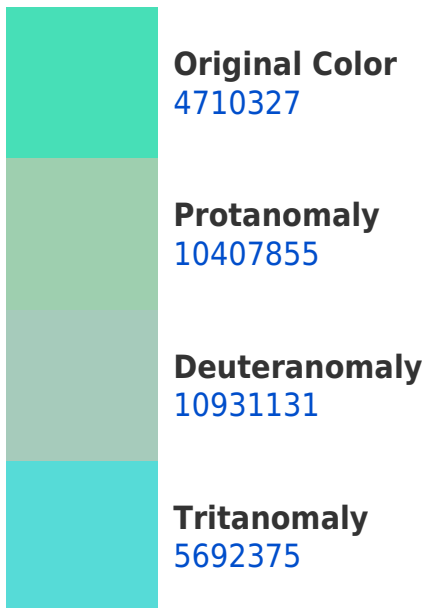 Original Color
4710327
Protanomaly
10407855
Deuteranomaly
10931131
Tritanomaly
5692375